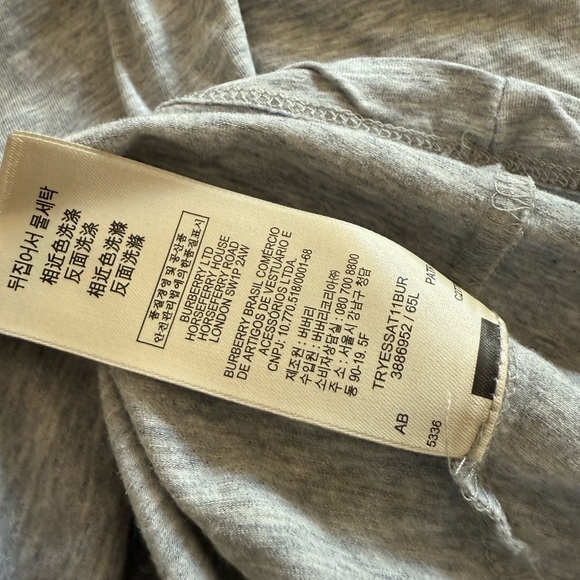 뒤집어서 물세탁
相近色洗涤
反面洗涤
相近色洗滌
反面洗滌
품질경영 및 공산품
안전관리법에의한품질표시
BURBERRY LTD
HORSEFERRY HOUSE
HORSEFERRY ROAD
LONDON SW1P 2AW
BURBERRY BRASIL COMÉRCIO
DE ARTIGOS DE VESTUARIO E
ACESSÓRIOS LTDA.
CNPJ: 10.770.518/0001-68
제조원 : 버버리
수입원 : 버버리코리아㈜
소비자상담실 : 080 700 8800
주 소 : 서울시 강남구 청담
동 90-19. 5F
TRYESSAT11BUR
3886952 T65L
AB
5336